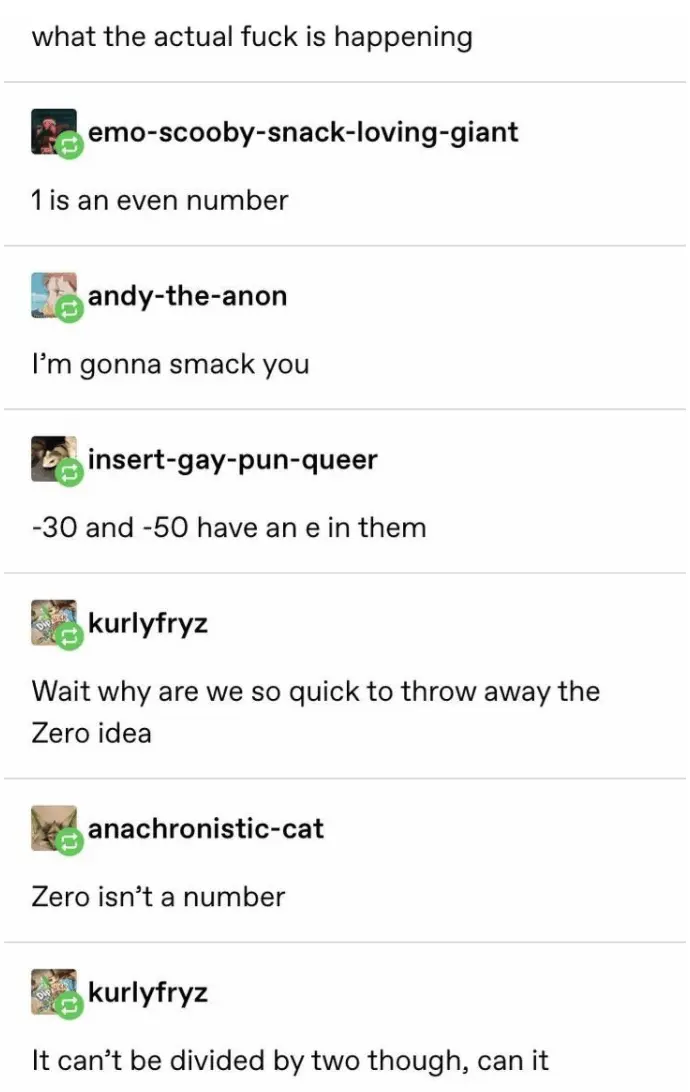 what the actual fuck is happening
emo-scooby-snack-loving-giant
1 is an even number
andy-the-anon
I'm gonna smack you
insert-gay-pun-queer
-30 and -50 have an e in them
kurlyfryz
Wait why are we so quick to throw away the
Zero idea
anachronistic-cat
Zero isn't a number
kurlyfryz
It can't be divided by two though, can it